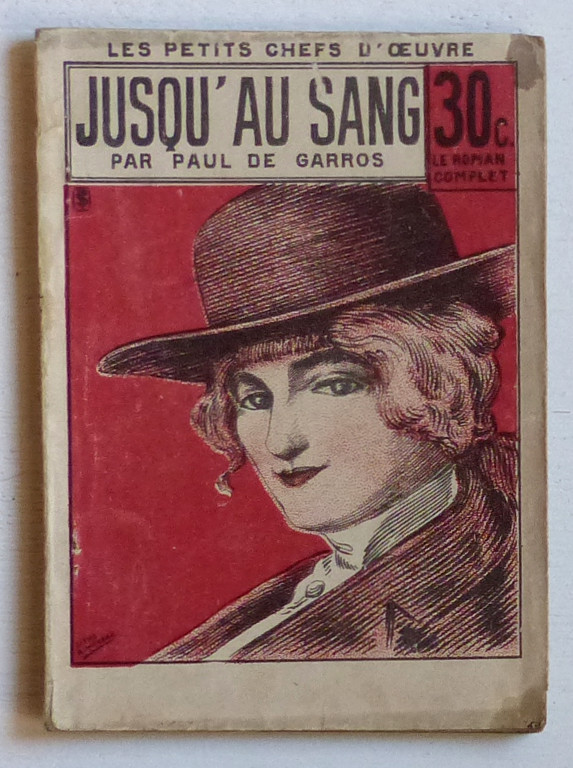 LES PETITS CHEFS D'ŒUVRE
JUSQU'AU SANG
PAR PAUL DE GARROS
30c.
LE ROMAN
COMPLET